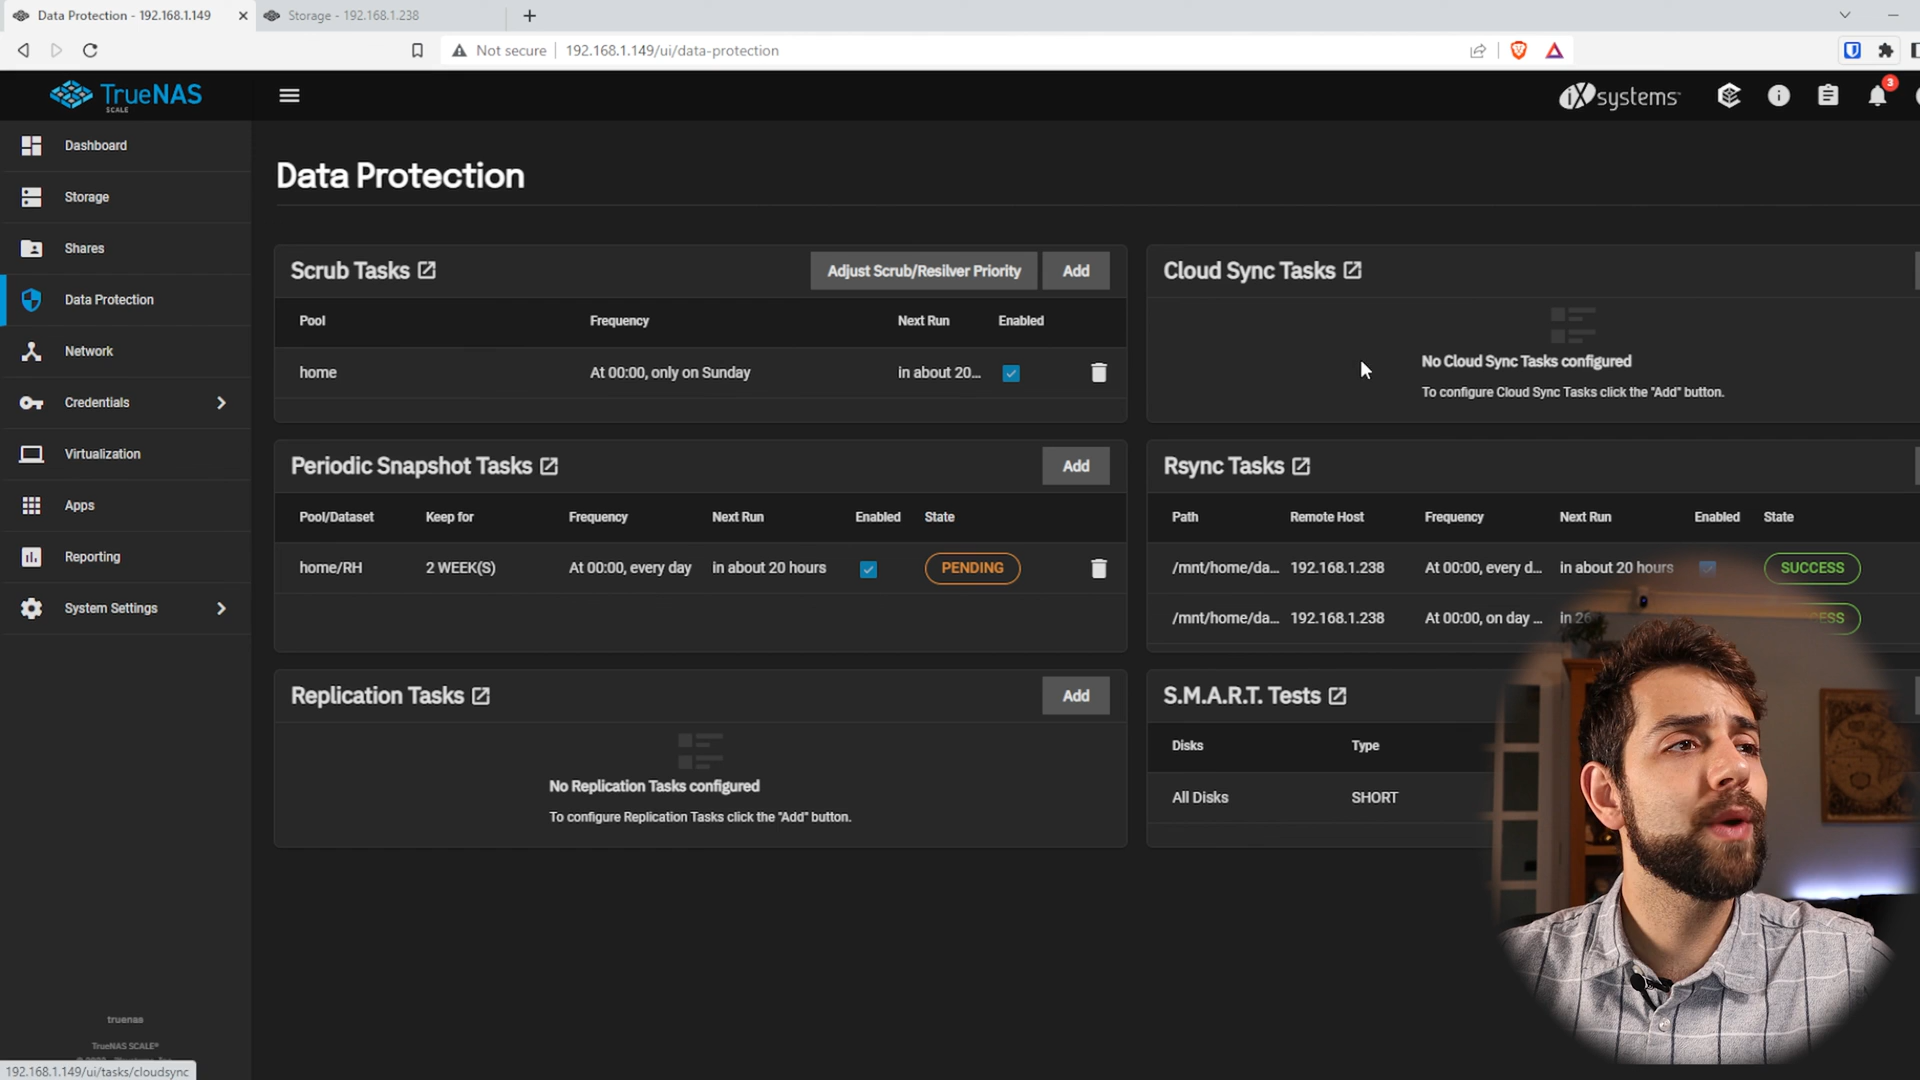 Data Protection - 192.168.1.149
Storage - 192.168.1.238
Not secure
192.168.1.149/ui/data-protection
TrueNAS
SCALE
iXsystems
3
Dashboard
Storage
Shares
Data Protection
Network
Credentials
Virtualization
Apps
Reporting
System Settings
truenas
TrueNAS SCALE®
192.168.1.149/ui/tasks/cloudsync
Data Protection
Scrub Tasks
Adjust Scrub/Resilver Priority
Add
Pool Frequency Next Run Enabled
home At 00:00, only on Sunday in about 20...
Cloud Sync Tasks
No Cloud Sync Tasks configured
To configure Cloud Sync Tasks click the "Add" button.
Periodic Snapshot Tasks
Add
Pool/Dataset Keep for Frequency Next Run Enabled State
home/RH 2 WEEK(S) At 00:00, every day in about 20 hours PENDING
Rsync Tasks
Path Remote Host Frequency Next Run Enabled State
/mnt/home/da... 192.168.1.238 At 00:00, every d... in about 20 hours SUCCESS
/mnt/home/da... 192.168.1.238 At 00:00, on day ... in 26
Replication Tasks
Add
No Replication Tasks configured
To configure Replication Tasks click the "Add" button.
S.M.A.R.T. Tests
Disks Type
All Disks SHORT